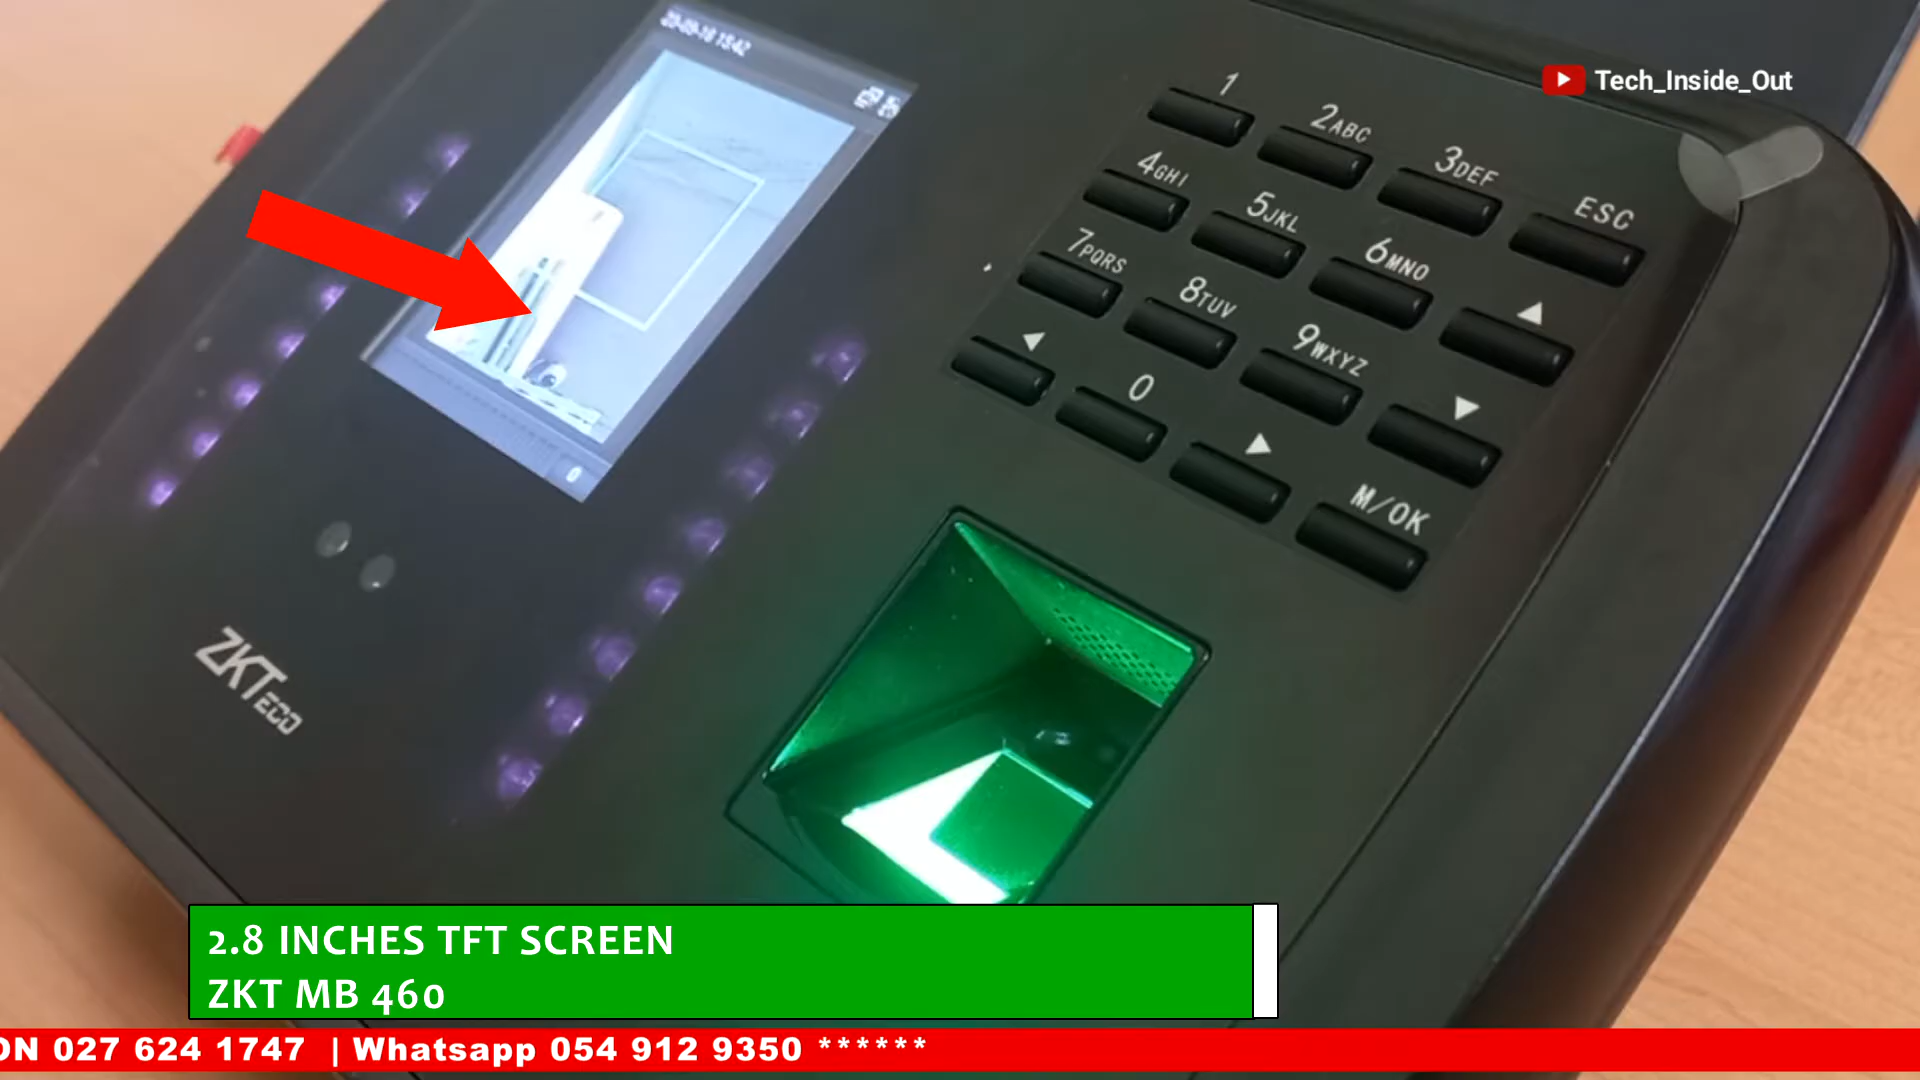 Tech_Inside_Out
1
2ABC
3DEF
ESC
4GHI
5JKL
6MNO
7PQRS
8TUV
9WXYZ
0
M/OK
ZKTECO
2.8 INCHES TFT SCREEN
ZKT MB 460
ON 027 624 1747 | Whatsapp 054 912 9350 ******